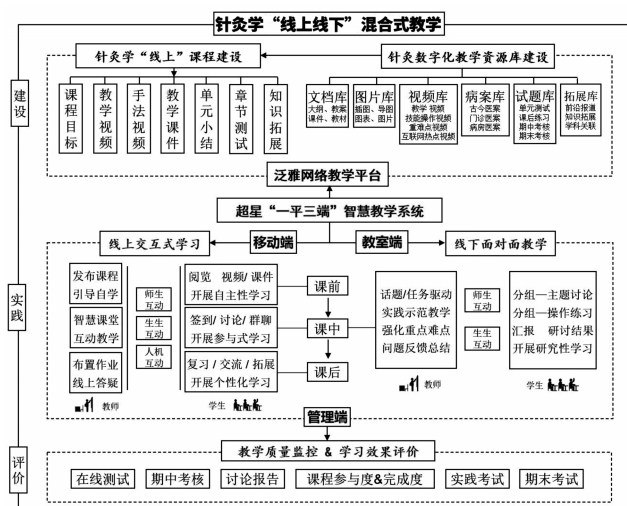 针灸学“线上线下”混合式教学
建设
针灸学“线上”课程建设
针灸数字化教学资源库建设
课程目标
教学视频
手法视频
教学课件
单元小结
章节测试
知识拓展
文档库
大纲、教案
课件、教材
图片库
插图、导图
图表、图片
视频库
教学 视频
技能操作视频
重难点视频
互联网热点视频
病案库
古今医案
门诊医案
病房医案
试题库
单元测试
课后练习
期中考核
期末考核
拓展库
前沿报道
知识拓展
学科关联
泛雅网络教学平台
超星“一平三端”智慧教学系统
实践
线上交互式学习
移动端
教室端
线下面对面教学
发布课程
引导自学
智慧课堂
互动教学
布置作业
线上答疑
教师
师生
互动
生生
互动
人机
互动
阅览 视频/ 课件
开展自主性学习
签到/ 讨论/ 群聊
开展参与式学习
复习 / 交流 / 拓展
开展个性化学习
学生
课前
课中
课后
话题/任务驱动
实践示范教学
强化重点难点
问题反馈总结
教师
师生
互动
生生
互动
分组—主题讨论
分组—操作练习
汇报 研讨结果
开展研究性学习
学生
管理端
评价
教学质量监控 & 学习效果评价
在线测试
期中考核
讨论报告
课程参与度&完成度
实践考试
期末考试